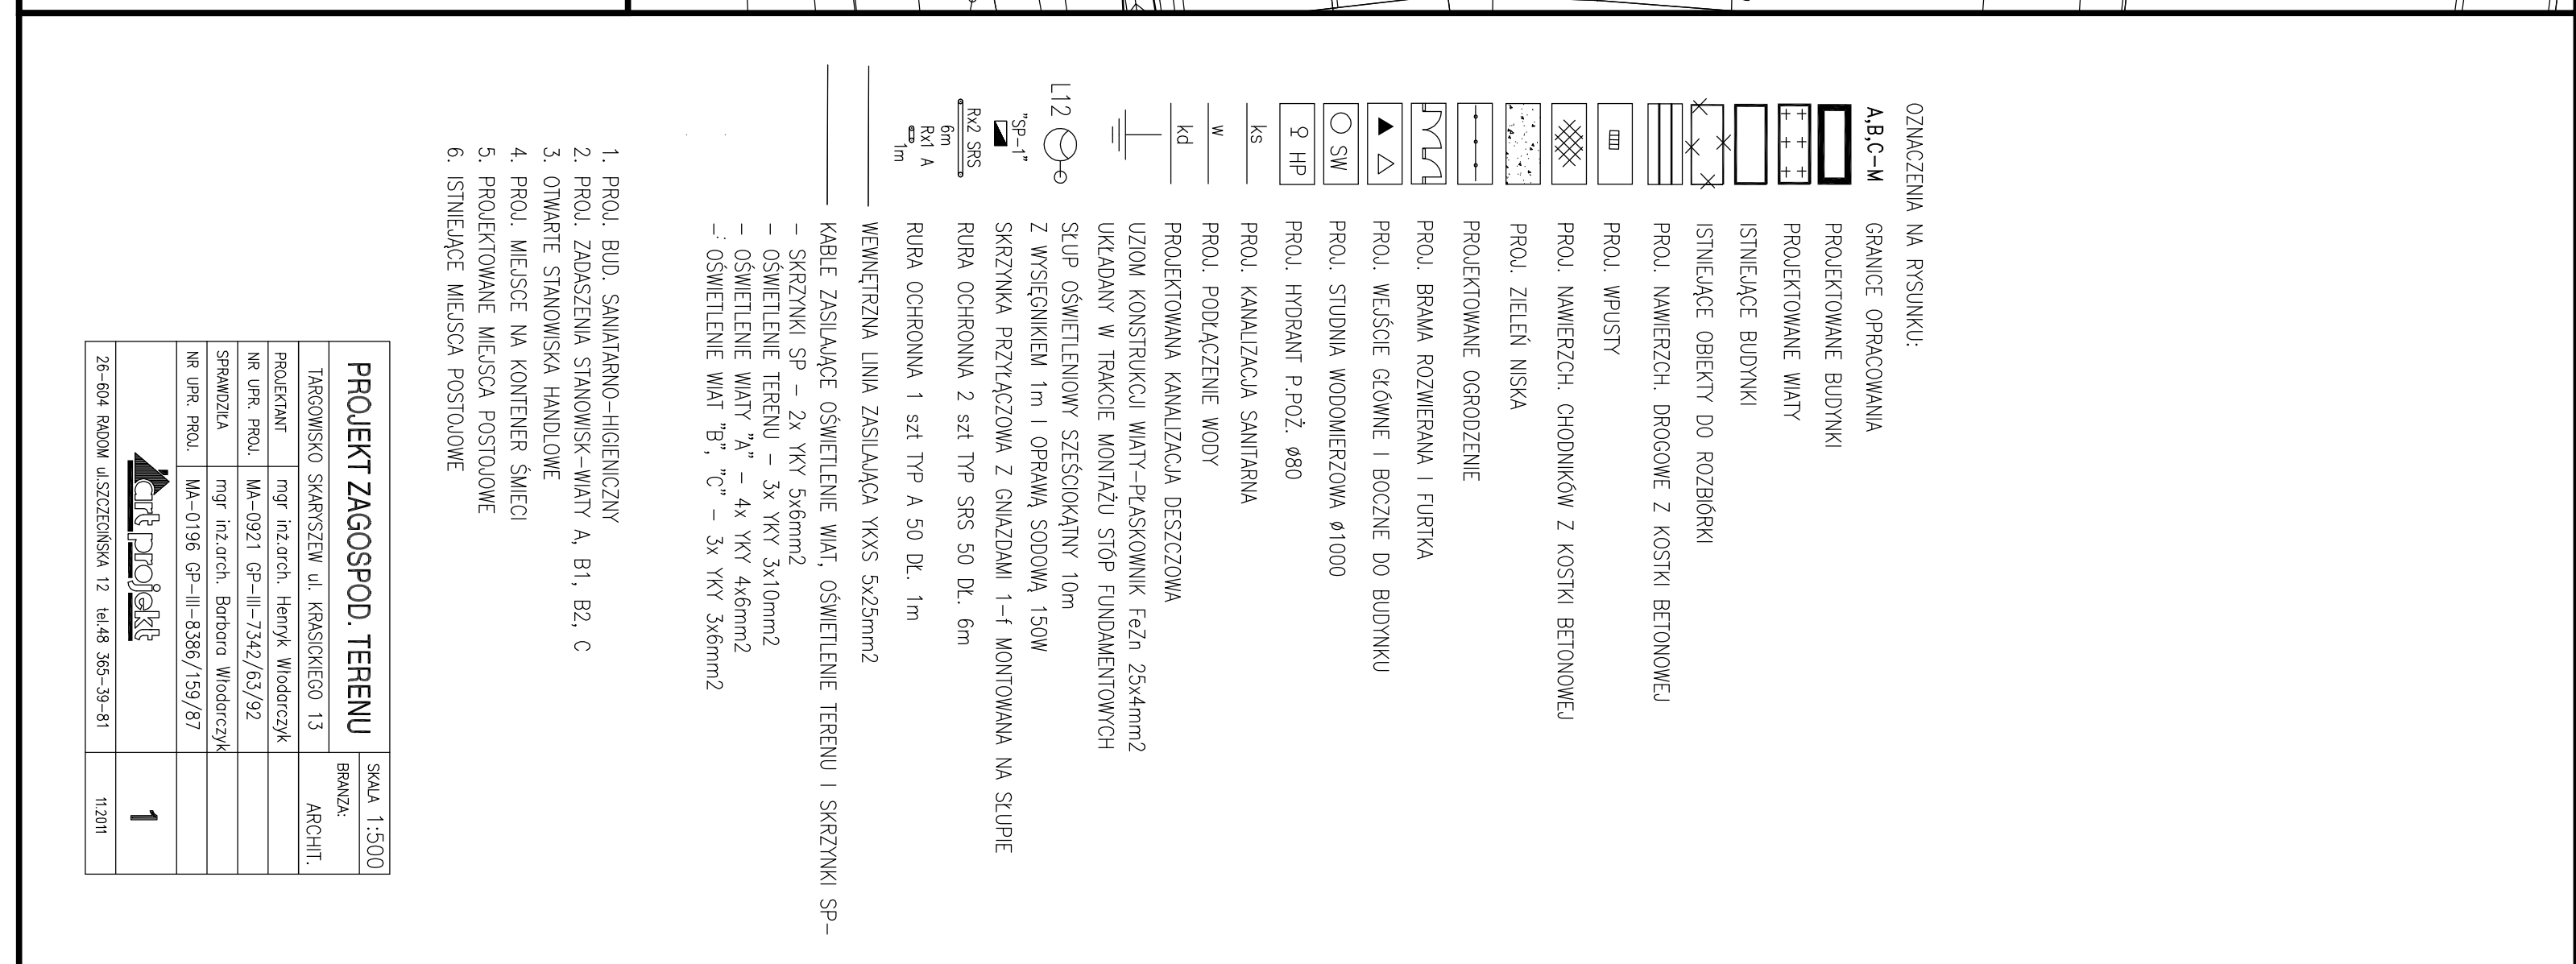 OZNACZENIA NA RYSUNKU:
A,B,C-M GRANICE OPRACOWANIA
PROJEKTOWANE BUDYNKI
PROJEKTOWANE WIATY
ISTNIEJĄCE BUDYNKI
ISTNIEJĄCE OBIEKTY DO ROZBIÓRKI
PROJ. NAWIERZCH. DROGOWE Z KOSTKI BETONOWEJ
PROJ. WPUSTY
PROJ. NAWIERZCH. CHODNIKÓW Z KOSTKI BETONOWEJ
PROJ. ZIELEŃ NISKA
PROJEKTOWANE OGRODZENIE
PROJ. BRAMA ROZWIERANA I FURTKA
PROJ. WEJŚCIE GŁÓWNE I BOCZNE DO BUDYNKU
SW PROJ. STUDNIA WODOMIERZOWA ø1000
HP PROJ. HYDRANT P.POŻ. ø80
ks PROJ. KANALIZACJA SANITARNA
w PROJ. PODŁĄCZENIE WODY
kd PROJEKTOWANA KANALIZACJA DESZCZOWA
UZIOM KONSTRUKCJI WIATY-PŁASKOWNIK FeZn 25x4mm2
UKŁADANY W TRAKCIE MONTAŻU STÓP FUNDAMENTOWYCH
L12 SŁUP OŚWIETLENIOWY SZEŚCIOKĄTNY 10m
Z WYSIĘGNIKIEM 1m I OPRAWĄ SODOWĄ 150W
"SP-1" SKRZYNKA PRZYŁĄCZOWA Z GNIAZDAMI 1-f MONTOWANA NA SŁUPIE
Rx2 SRS
6m
RURA OCHRONNA 2 szt TYP SRS 50 DŁ. 6m
Rx1 A
1m
RURA OCHRONNA 1 szt TYP A 50 DŁ. 1m
WEWNĘTRZNA LINIA ZASILAJĄCA YKXS 5x25mm2
KABLE ZASILAJĄCE OŚWIETLENIE WIAT, OŚWIETLENIE TERENU I SKRZYNKI SP-
- SKRZYNKI SP - 2x YKY 5x6mm2
- OŚWIETLENIE TERENU - 3x YKY 3x10mm2
- OŚWIETLENIE WIATY "A" - 4x YKY 4x6mm2
- OŚWIETLENIE WIAT "B", "C" - 3x YKY 3x6mm2
1. PROJ. BUD. SANIATARNO-HIGIENICZNY
2. PROJ. ZADASZENIA STANOWISK-WIATY A, B1, B2, C
3. OTWARTE STANOWISKA HANDLOWE
4. PROJ. MIEJSCE NA KONTENER ŚMIECI
5. PROJEKTOWANE MIEJSCA POSTOJOWE
6. ISTNIEJĄCE MIEJSCA POSTOJOWE
PROJEKT ZAGOSPOD. TERENU
SKALA 1:500
TARGOWISKO SKARYSZEW ul. KRASICKIEGO 13
BRANZA:
ARCHIT.
PROJEKTANT mgr inż.arch. Henryk Włodarczyk
NR UPR. PROJ. MA-0921 GP-III-7342/63/92
SPRAWDZIŁA mgr inż.arch. Barbara Włodarczyk
NR UPR. PROJ. MA-0196 GP-III-8386/159/87
art projekt
1
26-604 RADOM ul.SZCZECIŃSKA 12 tel.48 365-39-81
11.2011